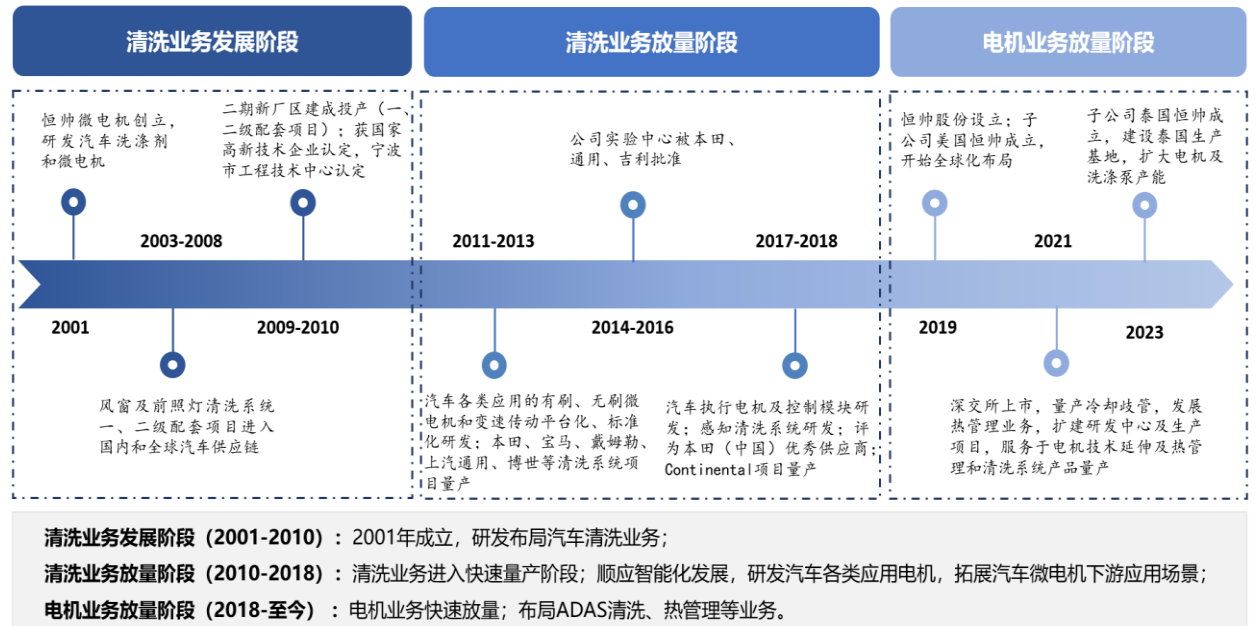 清洗业务发展阶段
清洗业务放量阶段
电机业务放量阶段
恒帅微电机创立，
研发汽车洗涤剂
和微电机
二期新厂区建成投产（一、
二级配套项目）；获国家
高新技术企业认定，宁波
市工程技术中心认定
公司实验中心被本田、
通用、吉利批准
恒帅股份设立；子
公司美国恒帅成立，
开始全球化布局
子公司泰国恒帅成
立，建设泰国生产
基地，扩大电机及
洗涤泵产能
2003-2008
2011-2013
2017-2018
2021
2001
2009-2010
2014-2016
2019
2023
风窗及前照灯清洗系统
一、二级配套项目进入
国内和全球汽车供应链
汽车各类应用的有刷、无刷微
电机和变速传动平台化、标准
化研发；本田、宝马、戴姆勒、
上汽通用、博世等清洗系统项
目量产
汽车执行电机及控制模块研
发；感知清洗系统研发；评
为本田（中国）优秀供应商；
Continental项目量产
深交所上市，量产冷却歧管，发展
热管理业务，扩建研发中心及生产
项目，服务于电机技术延伸及热管
理和清洗系统产品量产
清洗业务发展阶段（2001-2010）：2001年成立，研发布局汽车清洗业务；
清洗业务放量阶段（2010-2018）：清洗业务进入快速量产阶段；顺应智能化发展，研发汽车各类应用电机，拓展汽车微电机下游应用场景；
电机业务放量阶段（2018-至今）：电机业务快速放量；布局ADAS清洗、热管理等业务。